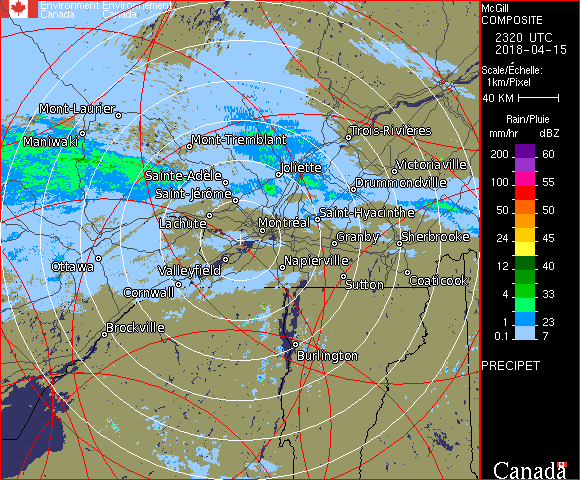 Environment Environnement
Canada Canada
McGill
COMPOSITE
2320 UTC
2018-04-15
Scale/Échelle:
1km/Pixel
40 KM
Rain/Pluie
mm/hr dBZ
200 60
100 55
50 50
24 45
12 40
4 33
1 23
0.1 7
PRECIPET
Canada
Mont-Laurier
Maniwaki
Mont-Tremblant
Trois-Rivières
Sainte-Adèle
Joliette
Victoriaville
Saint-Jérôme
Drummondville
Lachute
Montréal
Saint-Hyacinthe
Granby
Sherbrooke
Ottawa
Valleyfield
Napierville
Cornwall
Sutton
Coaticook
Brockville
Burlington